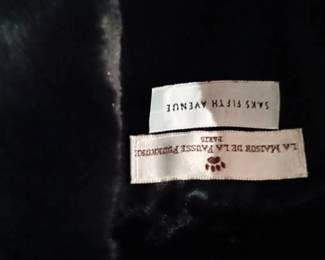 LA MAISON DE LA FAUSSE FOURRURE
PARIS
SAKS FIFTH AVENUE